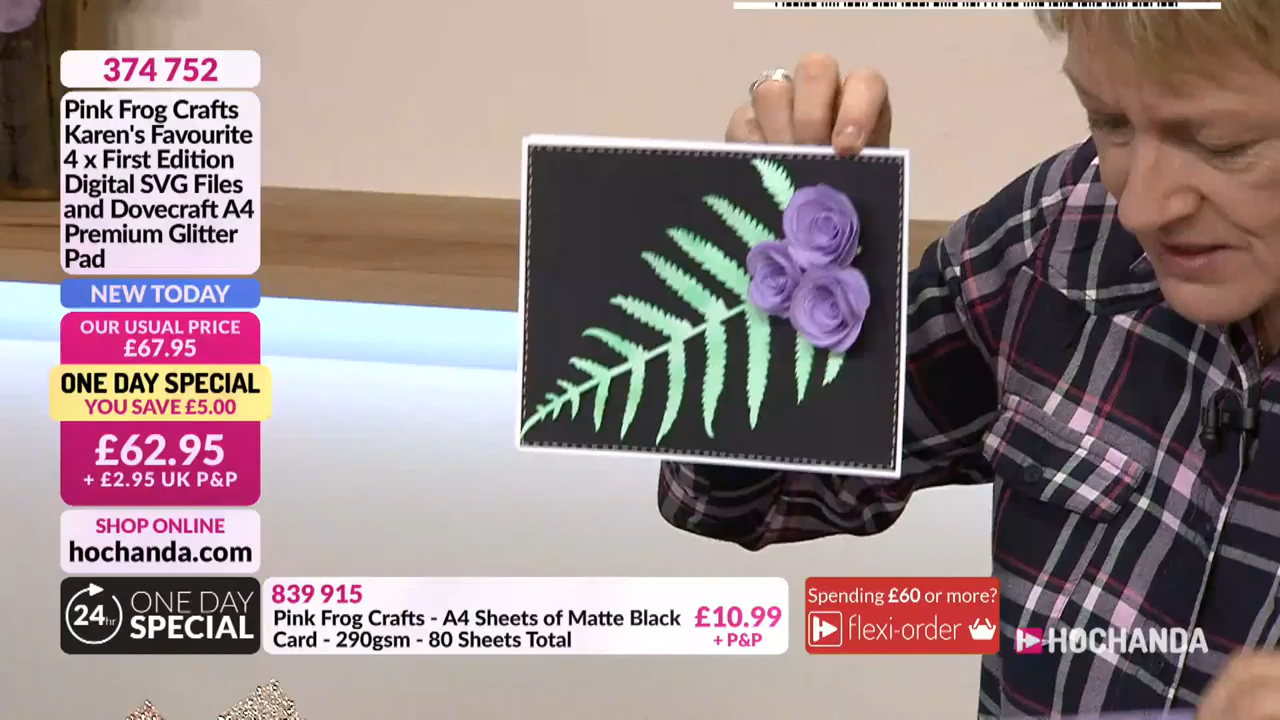 374 752
Pink Frog Crafts
Karen's Favourite
4 x First Edition
Digital SVG Files
and Dovecraft A4
Premium Glitter
Pad
NEW TODAY
OUR USUAL PRICE
£67.95
ONE DAY SPECIAL
YOU SAVE £5.00
£62.95
+ £2.95 UK P&P
SHOP ONLINE
hochanda.com
24hr
ONE DAY
SPECIAL
839 915
Pink Frog Crafts - A4 Sheets of Matte Black
Card - 290gsm - 80 Sheets Total
£10.99
+ P&P
Spending £60 or more?
flexi-order
HOCHANDA